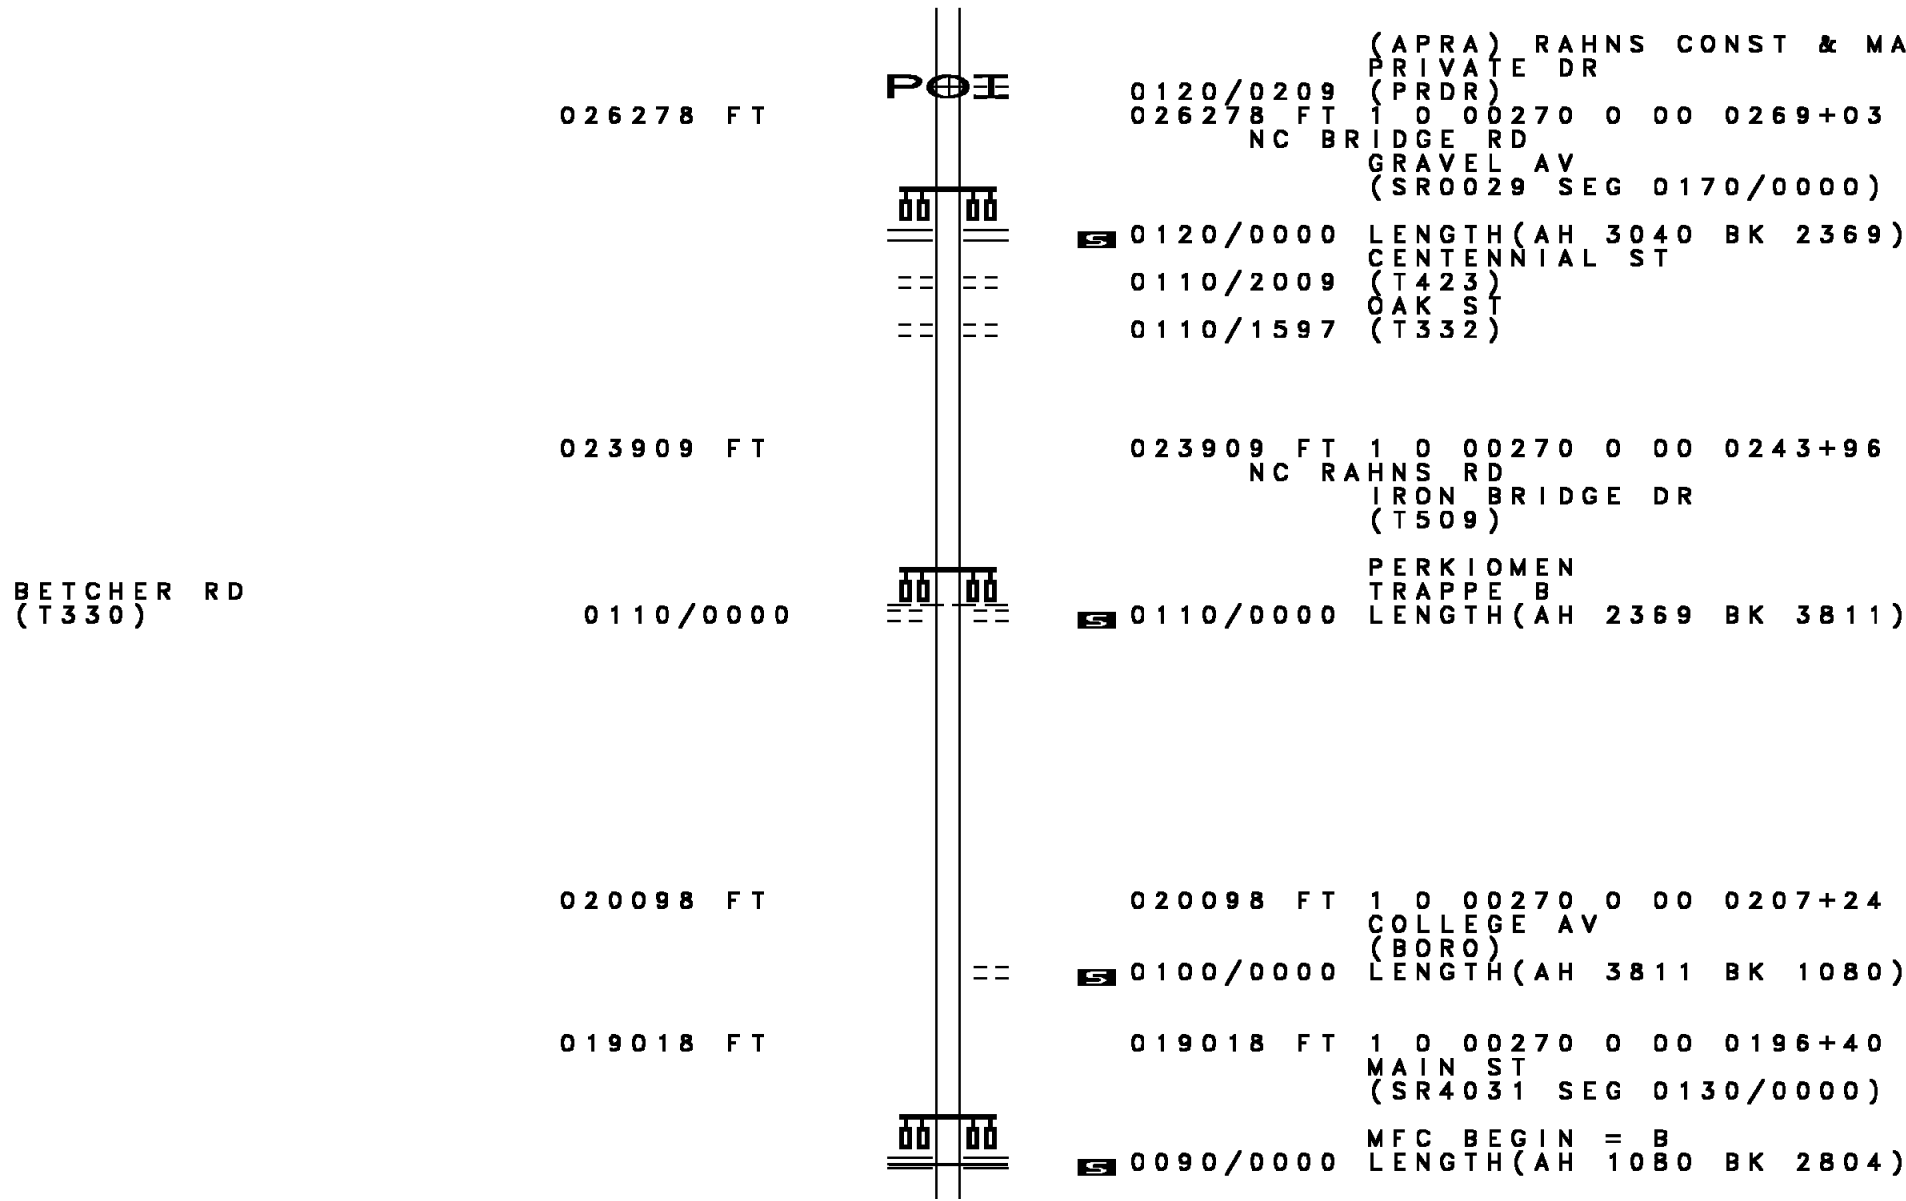 (APRA) RAHNS CONST & MA
PRIVATE DR
POI 0120/0209 (PRDR)
026278 FT 026278 FT 1 0 00270 0 00 0269+03
NC BRIDGE RD
GRAVEL AV
(SR0029 SEG 0170/0000)
S 0120/0000 LENGTH(AH 3040 BK 2369)
CENTENNIAL ST
0110/2009 (T423)
OAK ST
0110/1597 (T332)
023909 FT 023909 FT 1 0 00270 0 00 0243+96
NC RAHNS RD
IRON BRIDGE DR
(T509)
PERKIOMEN
BETCHER RD TRAPPE B
(T330) 0110/0000 S 0110/0000 LENGTH(AH 2369 BK 3811)
020098 FT 020098 FT 1 0 00270 0 00 0207+24
COLLEGE AV
(BORO)
S 0100/0000 LENGTH(AH 3811 BK 1080)
019018 FT 019018 FT 1 0 00270 0 00 0196+40
MAIN ST
(SR4031 SEG 0130/0000)
MFC BEGIN = B
S 0090/0000 LENGTH(AH 1080 BK 2804)